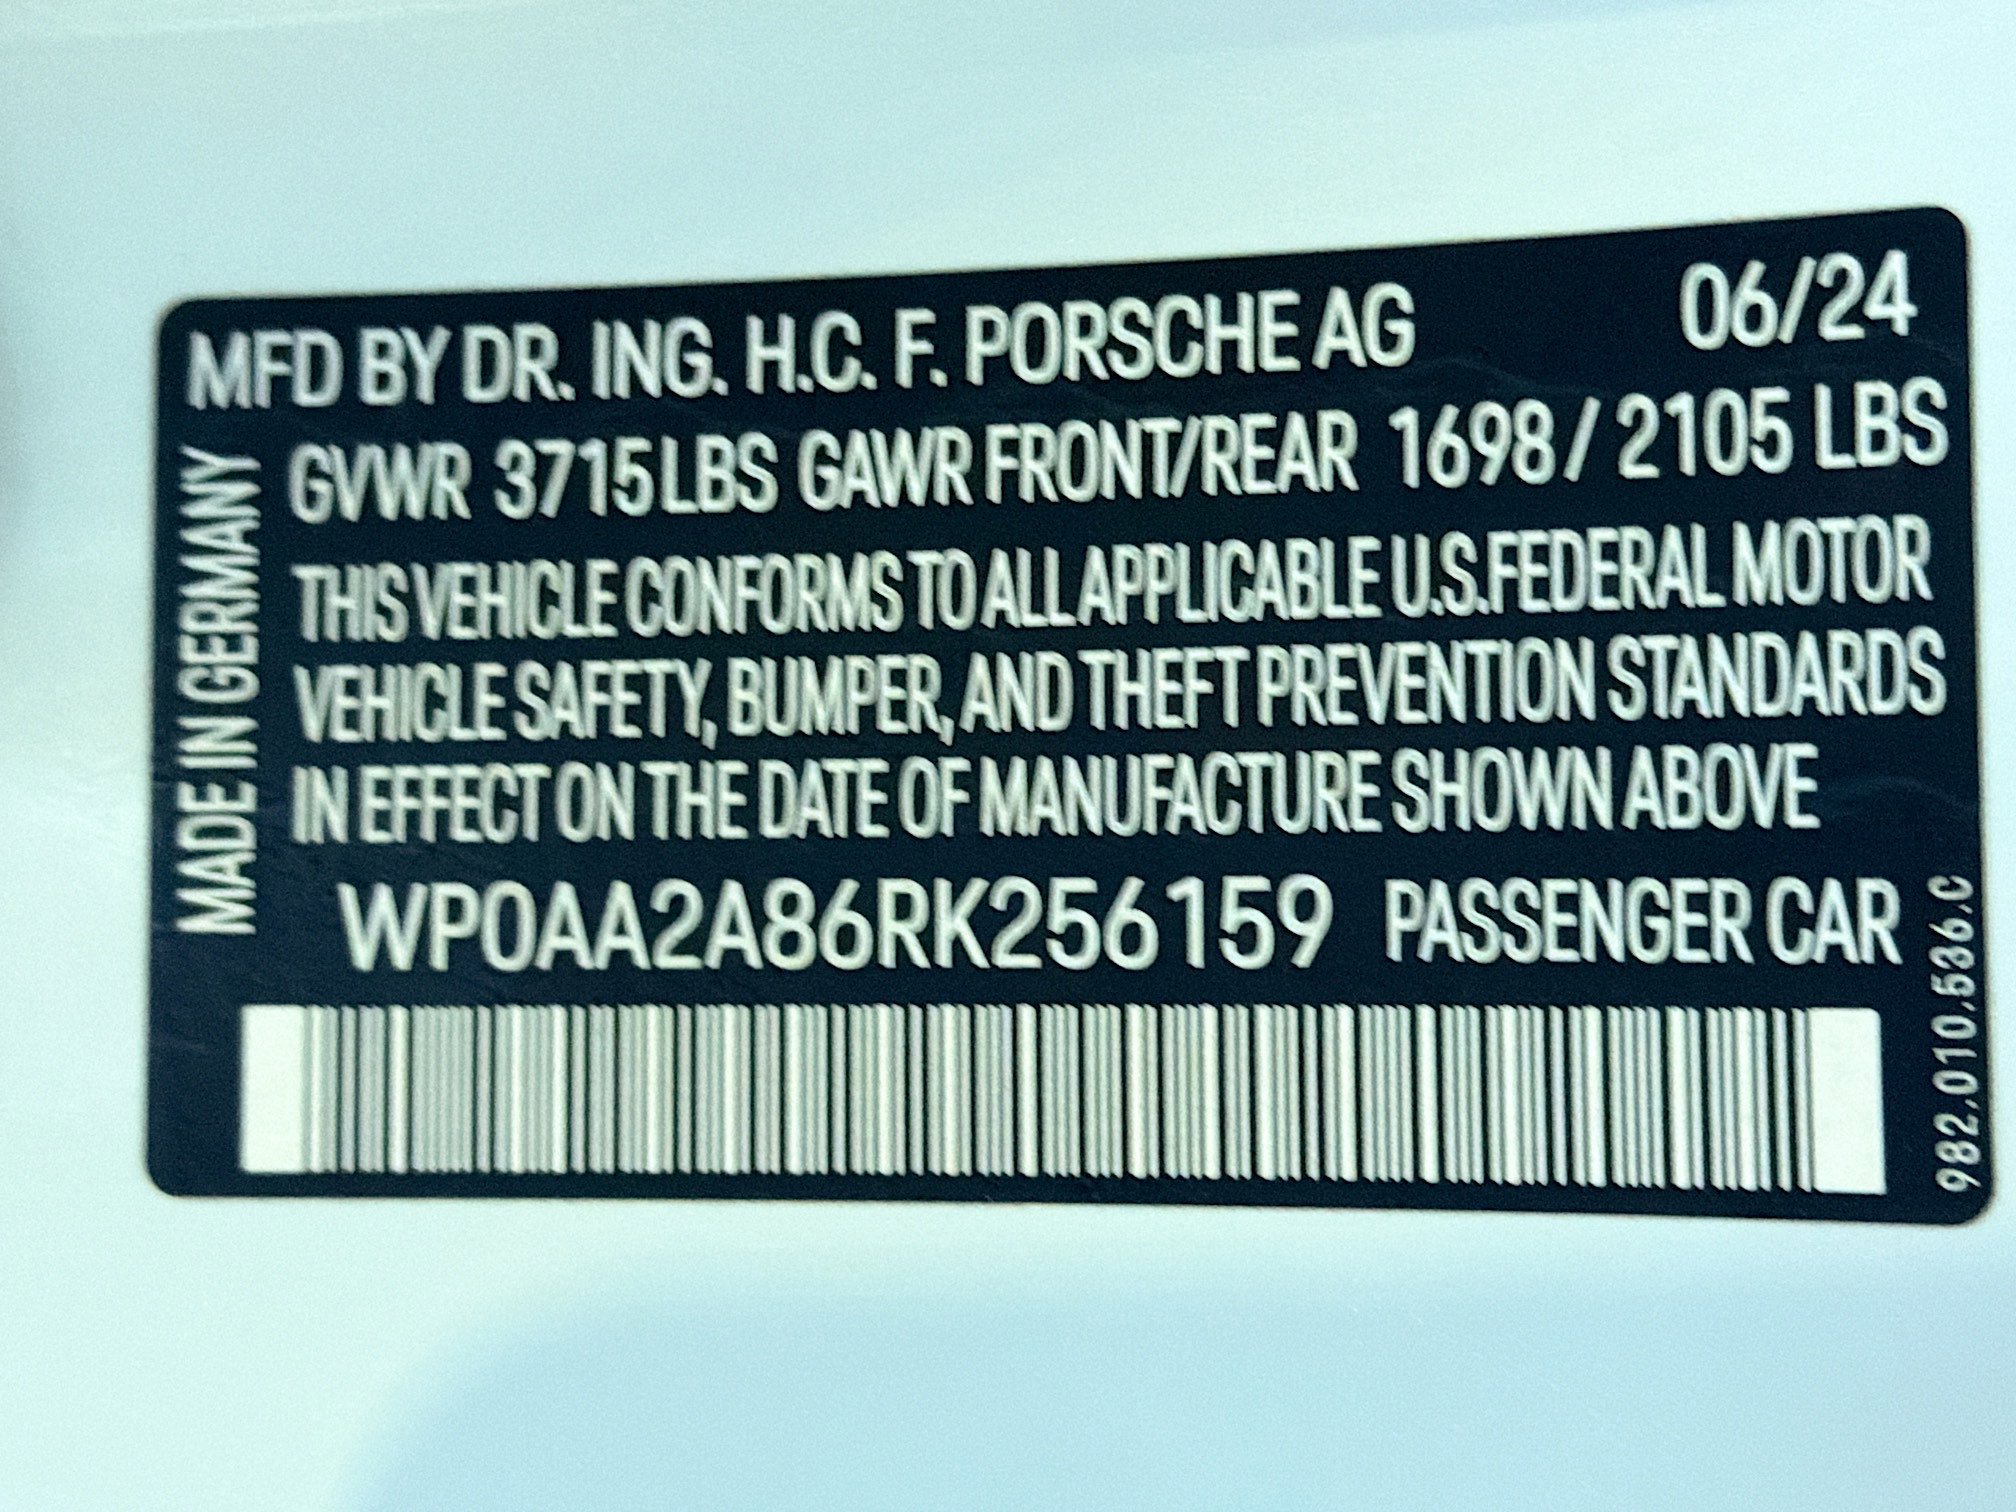 MFD BY DR. ING. H.C. F. PORSCHE AG 06/24
GVWR 3715 LBS GAWR FRONT/REAR 1698 / 2105 LBS
THIS VEHICLE CONFORMS TO ALL APPLICABLE U.S.FEDERAL MOTOR
VEHICLE SAFETY, BUMPER, AND THEFT PREVENTION STANDARDS
IN EFFECT ON THE DATE OF MANUFACTURE SHOWN ABOVE
WP0AA2A86RK256159 PASSENGER CAR
MADE IN GERMANY
982.010.536.C